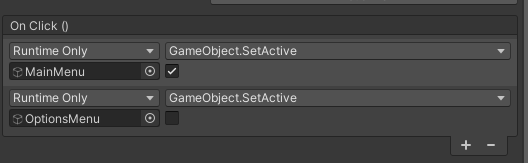 On Click ()
Runtime Only GameObject.SetActive
MainMenu
Runtime Only GameObject.SetActive
OptionsMenu